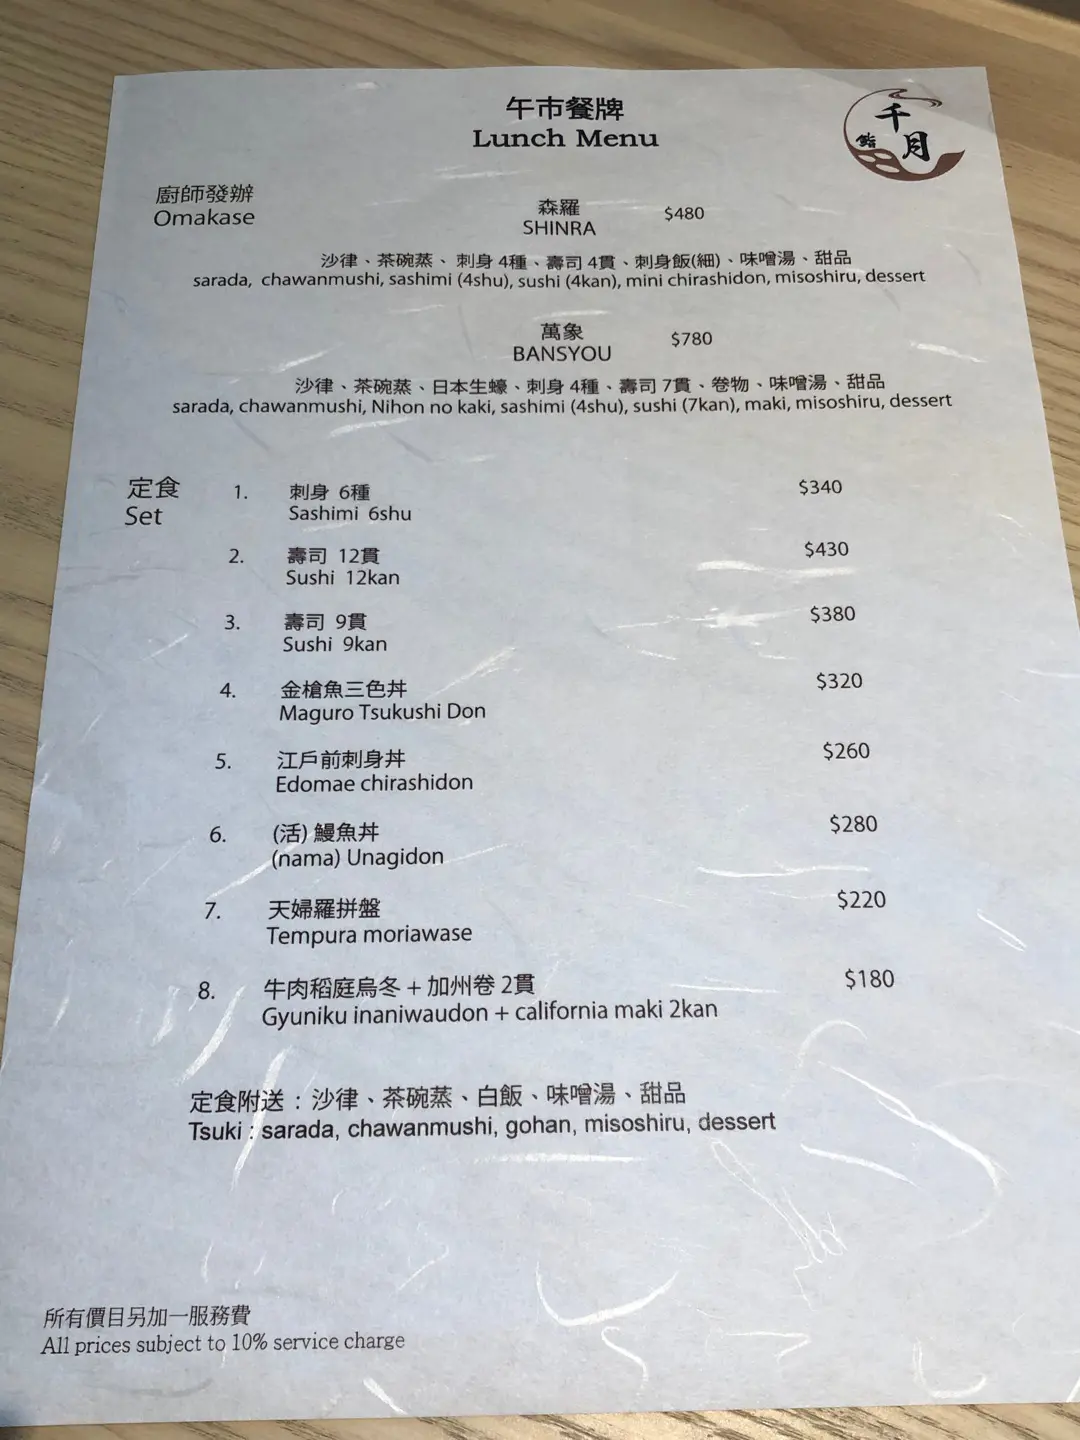 午市餐牌
Lunch Menu
千月
鮨
廚師發辦
Omakase
森羅 $480
SHINRA
沙律、茶碗蒸、刺身 4種、壽司 4貫、刺身飯(細)、味噌湯、甜品
sarada, chawanmushi, sashimi (4shu), sushi (4kan), mini chirashidon, misoshiru, dessert
萬象 $780
BANSYOU
沙律、茶碗蒸、日本生蠔、刺身 4種、壽司 7貫、卷物、味噌湯、甜品
sarada, chawanmushi, Nihon no kaki, sashimi (4shu), sushi (7kan), maki, misoshiru, dessert
定食
Set
1. 刺身 6種 $340
Sashimi 6shu
2. 壽司 12貫 $430
Sushi 12kan
3. 壽司 9貫 $380
Sushi 9kan
4. 金槍魚三色丼 $320
Maguro Tsukushi Don
5. 江戶前刺身丼 $260
Edomae chirashidon
6. (活) 鰻魚丼 $280
(nama) Unagidon
7. 天婦羅拼盤 $220
Tempura moriawase
8. 牛肉稻庭烏冬 + 加州卷 2貫 $180
Gyuniku inaniwaudon + california maki 2kan
定食附送 : 沙律、茶碗蒸、白飯、味噌湯、甜品
Tsuki : sarada, chawanmushi, gohan, misoshiru, dessert
所有價目另加一服務費
All prices subject to 10% service charge